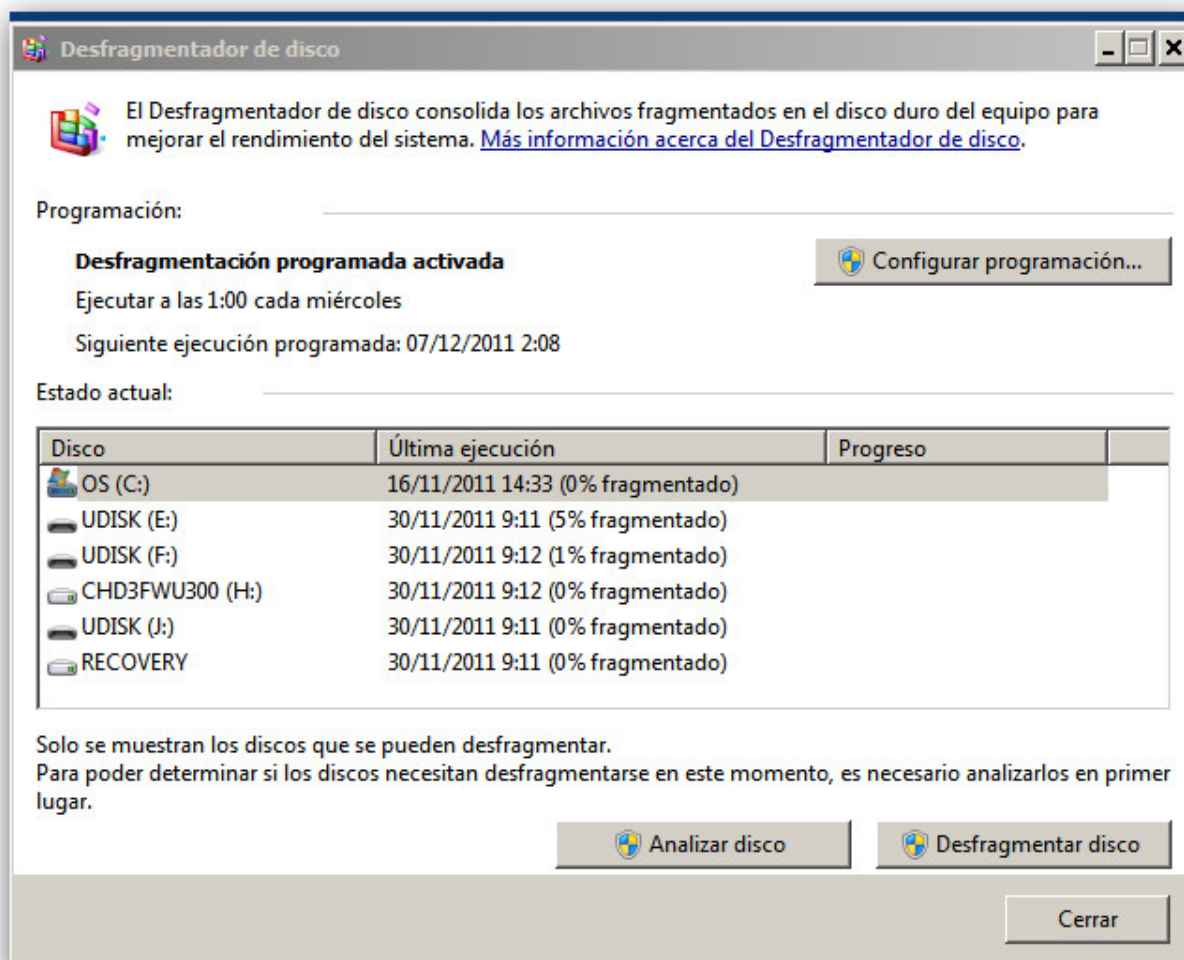 Desfragmentador de disco
El Desfragmentador de disco consolida los archivos fragmentados en el disco duro del equipo para
mejorar el rendimiento del sistema. Más información acerca del Desfragmentador de disco.
Programación:
Desfragmentación programada activada
Configurar programación...
Ejecutar a las 1:00 cada miércoles
Siguiente ejecución programada: 07/12/2011 2:08
Estado actual:
Disco Última ejecución Progreso
OS (C:) 16/11/2011 14:33 (0% fragmentado)
UDISK (E:) 30/11/2011 9:11 (5% fragmentado)
UDISK (F:) 30/11/2011 9:12 (1% fragmentado)
CHD3FWU300 (H:) 30/11/2011 9:12 (0% fragmentado)
UDISK (J:) 30/11/2011 9:11 (0% fragmentado)
RECOVERY 30/11/2011 9:11 (0% fragmentado)
Solo se muestran los discos que se pueden desfragmentar.
Para poder determinar si los discos necesitan desfragmentarse en este momento, es necesario analizarlos en primer
lugar.
Analizar disco Desfragmentar disco
Cerrar